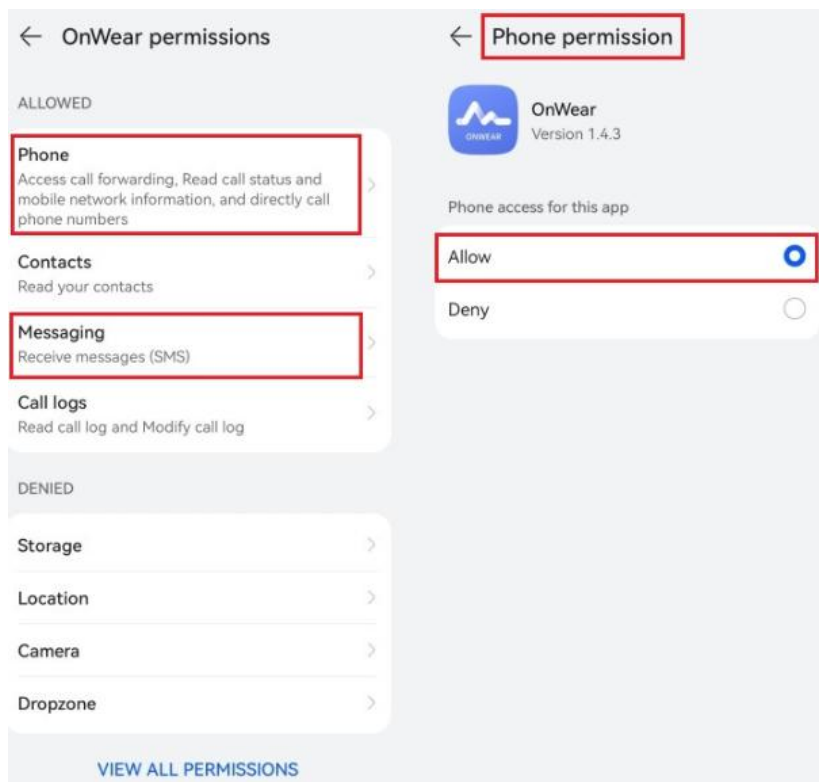 OnWear permissions
ALLOWED
Phone
Access call forwarding, Read call status and
mobile network information, and directly call
phone numbers
Contacts
Read your contacts
Messaging
Receive messages (SMS)
Call logs
Read call log and Modify call log
DENIED
Storage
Location
Camera
Dropzone
VIEW ALL PERMISSIONS
Phone permission
ONWEAR
OnWear
Version 1.4.3
Phone access for this app
Allow
Deny